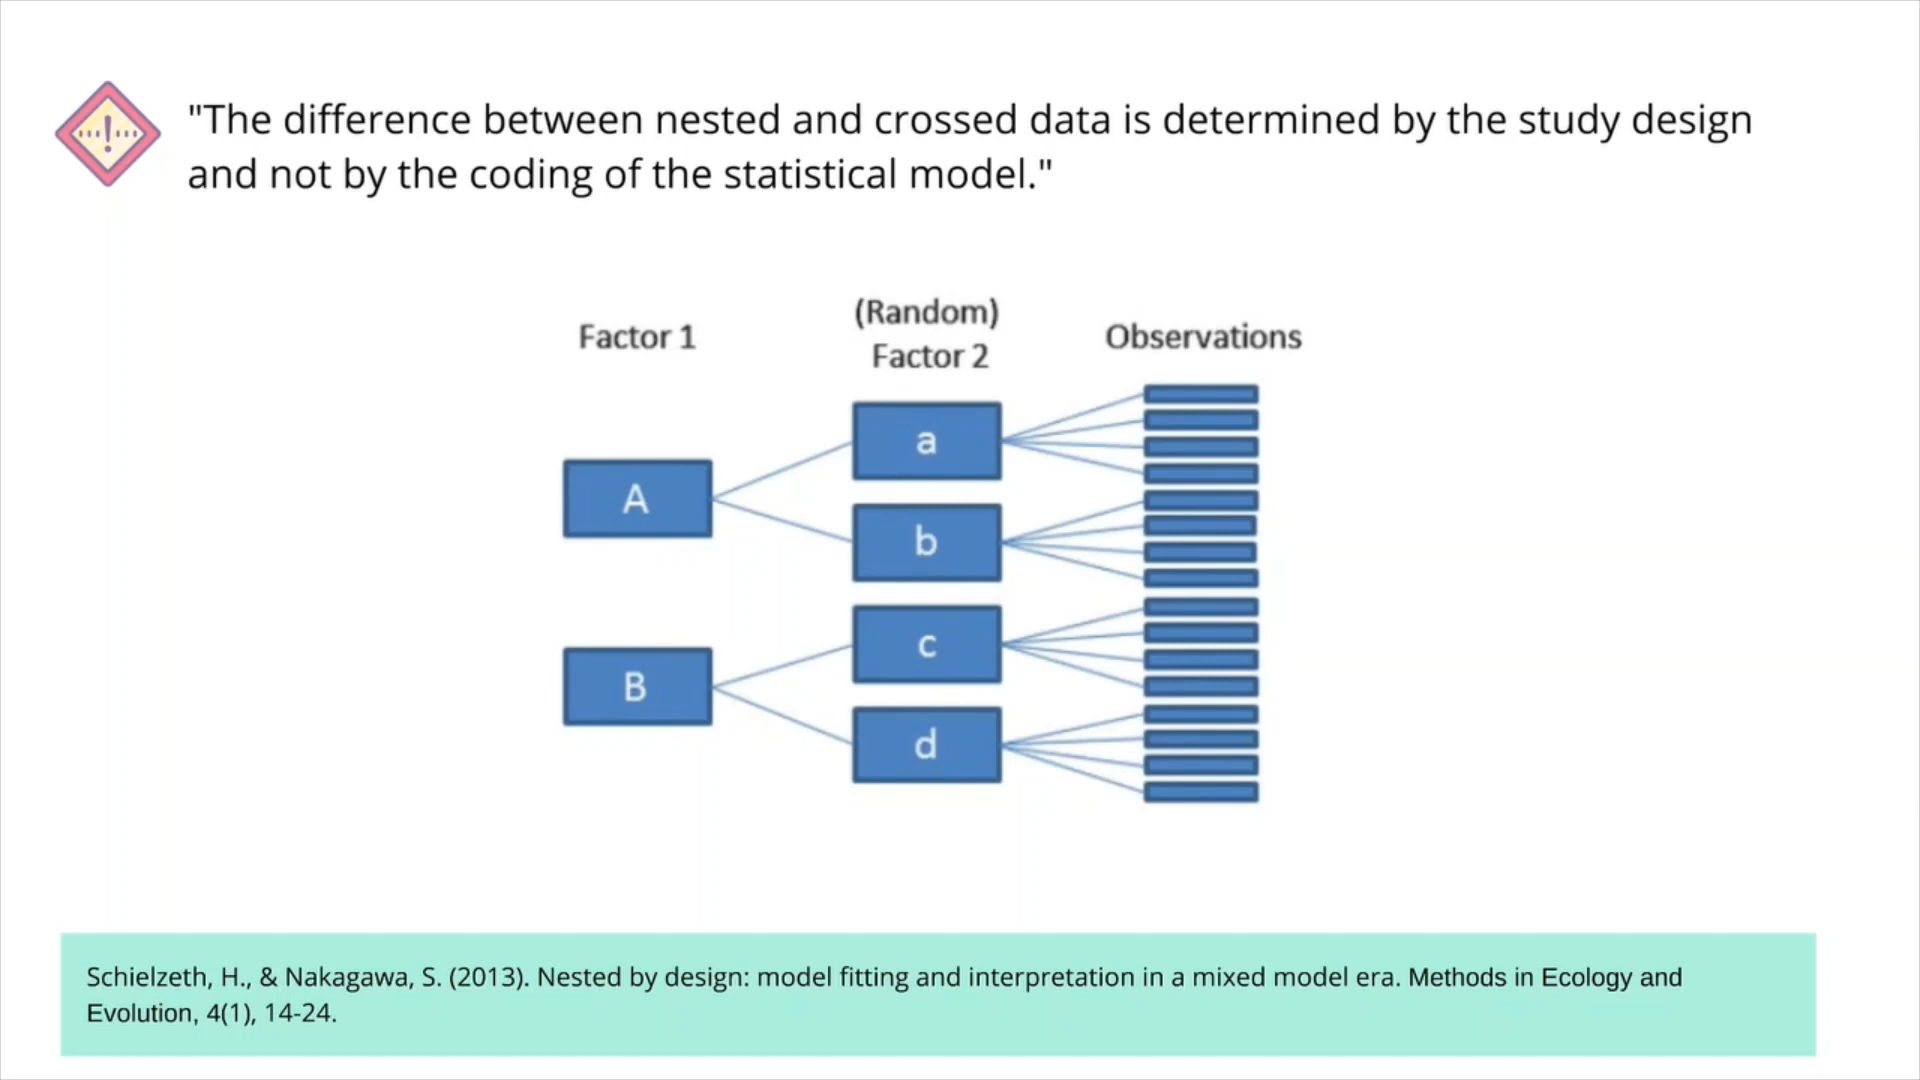 "The difference between nested and crossed data is determined by the study design
and not by the coding of the statistical model."
Factor 1
(Random)
Factor 2
Observations
A
B
a
b
c
d
Schielzeth, H., & Nakagawa, S. (2013). Nested by design: model fitting and interpretation in a mixed model era. Methods in Ecology and
Evolution, 4(1), 14-24.